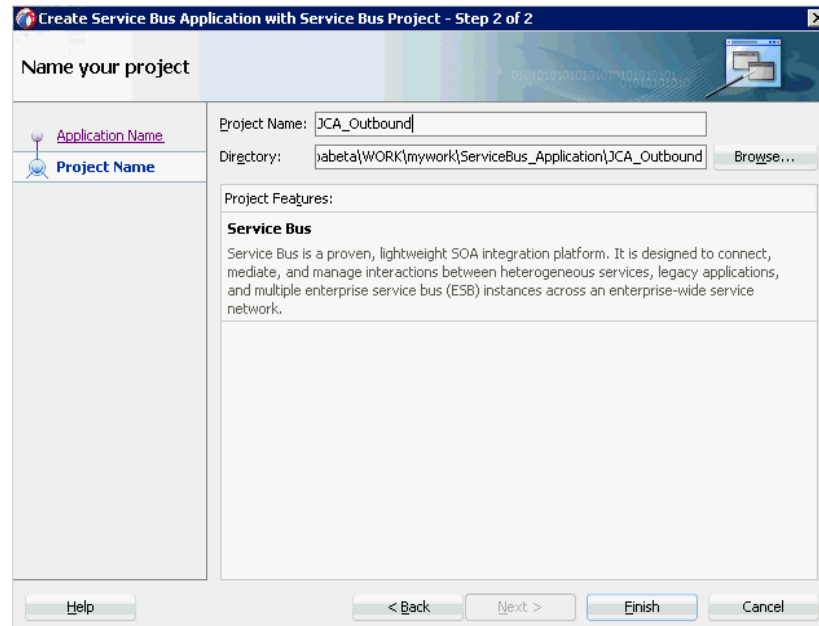 Create Service Bus Application with Service Bus Project - Step 2 of 2
Name your project
Application Name
Project Name
Project Name: JCA_Outbound
Directory: oabeta\WORK\mywork\ServiceBus_Application\JCA_Outbound Browse...
Project Features:
Service Bus
Service Bus is a proven, lightweight SOA integration platform. It is designed to connect,
mediate, and manage interactions between heterogeneous services, legacy applications,
and multiple enterprise service bus (ESB) instances across an enterprise-wide service
network.
Help < Back Next > Finish Cancel